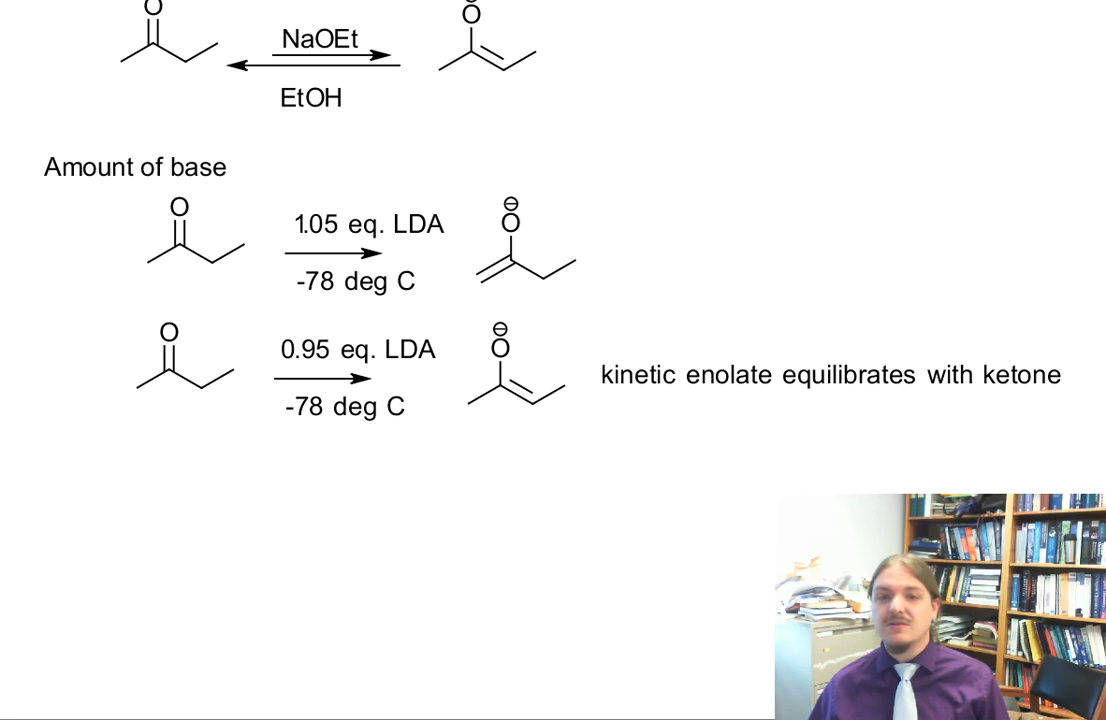 O
O
NaOEt
EtOH
Amount of base
O
1.05 eq. LDA
-78 deg C
⊖
O
O
0.95 eq. LDA
-78 deg C
⊖
O
kinetic enolate equilibrates with ketone